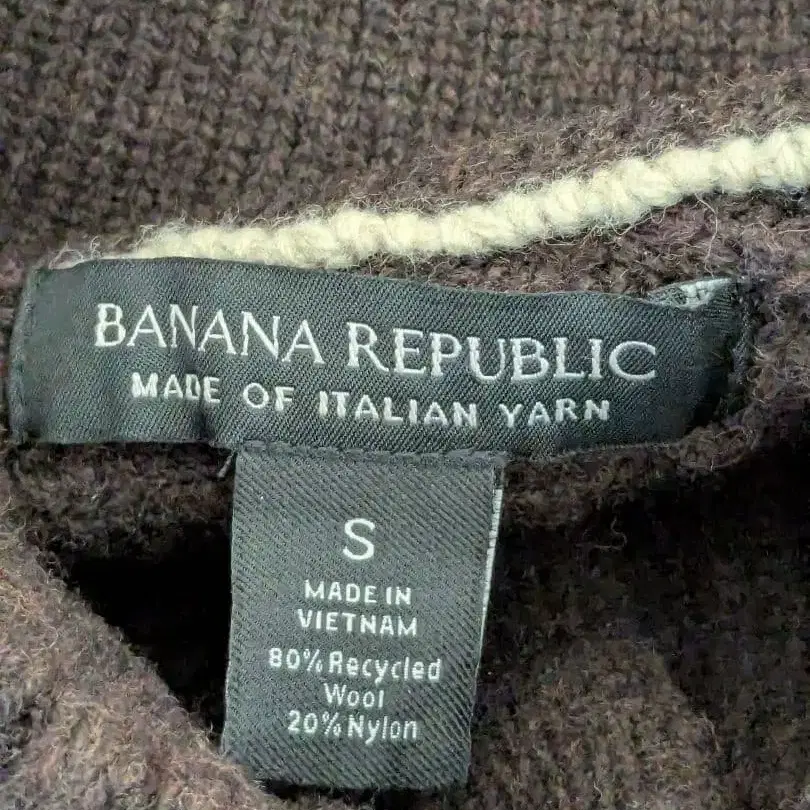 BANANA REPUBLIC
MADE OF ITALIAN YARN
S
MADE IN
VIETNAM
80% Recycled
Wool
20% Nylon